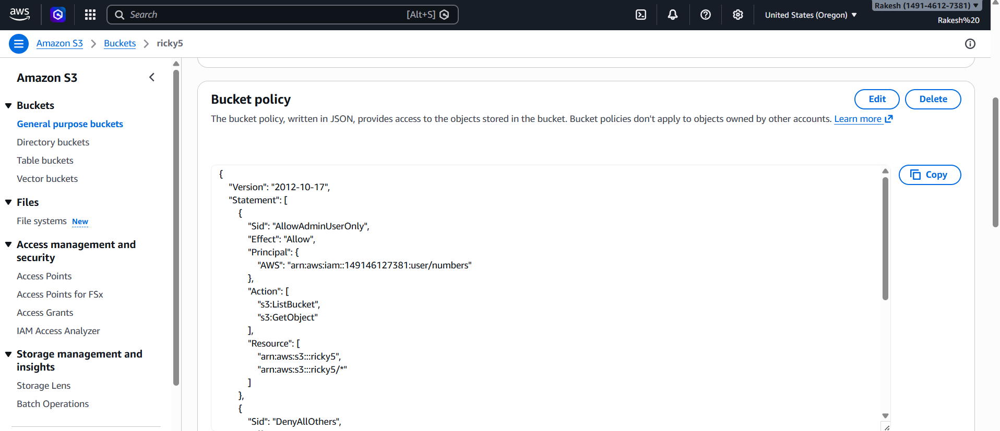 aws
Search [Alt+S]
United States (Oregon)
Rakesh (1491-4612-7381)
Rakesh%20
Amazon S3
Buckets
ricky5
Amazon S3
Buckets
General purpose buckets
Directory buckets
Table buckets
Vector buckets
Files
File systems New
Access management and
security
Access Points
Access Points for FSx
Access Grants
IAM Access Analyzer
Storage management and
insights
Storage Lens
Batch Operations
Bucket policy
Edit
Delete
The bucket policy, written in JSON, provides access to the objects stored in the bucket. Bucket policies don't apply to objects owned by other accounts. Learn more
Copy
{
"Version": "2012-10-17",
"Statement": [
{
"Sid": "AllowAdminUserOnly",
"Effect": "Allow",
"Principal": {
"AWS": "arn:aws:iam::149146127381:user/numbers"
},
"Action": [
"s3:ListBucket",
"s3:GetObject"
],
"Resource": [
"arn:aws:s3:::ricky5",
"arn:aws:s3:::ricky5/*"
]
},
{
"Sid": "DenyAllOthers",